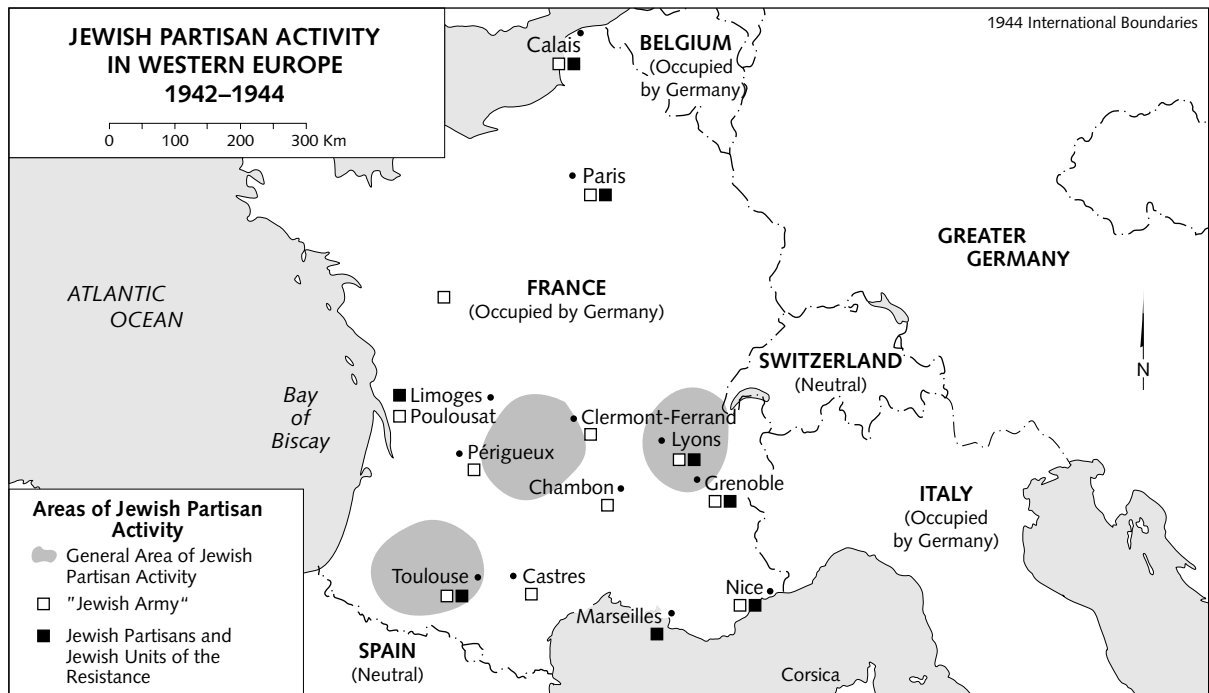 JEWISH PARTISAN ACTIVITY
IN WESTERN EUROPE
1942–1944
0 100 200 300 Km
1944 International Boundaries
Calais
BELGIUM
(Occupied
by Germany)
Paris
GREATER
GERMANY
ATLANTIC
OCEAN
FRANCE
(Occupied by Germany)
SWITZERLAND
(Neutral)
N
Bay
of
Biscay
Limoges
Poulousat
Clermont-Ferrand
Lyons
Périgueux
Chambon
Grenoble
ITALY
(Occupied
by Germany)
Toulouse
Castres
Nice
Marseilles
SPAIN
(Neutral)
Corsica
Areas of Jewish Partisan
Activity
General Area of Jewish
Partisan Activity
"Jewish Army“
Jewish Partisans and
Jewish Units of the
Resistance